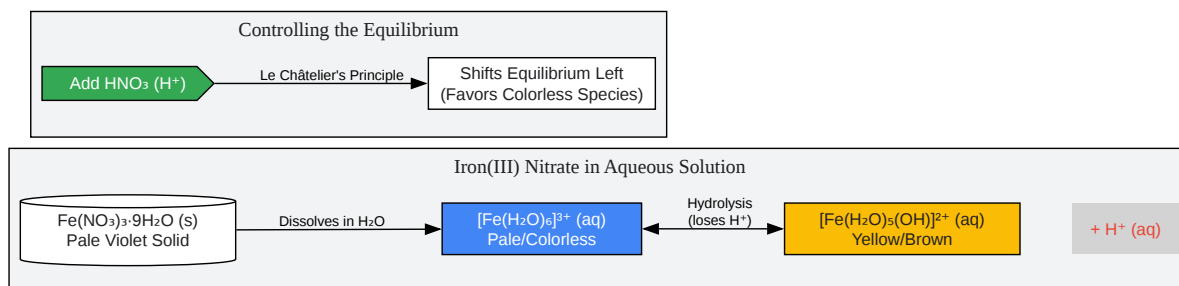 Controlling the Equilibrium
Add HNO₃ (H⁺)
Le Châtelier's Principle
Shifts Equilibrium Left
(Favors Colorless Species)
Iron(III) Nitrate in Aqueous Solution
Fe(NO₃)₃·9H₂O (s)
Pale Violet Solid
Dissolves in H₂O
[Fe(H₂O)₆]³⁺ (aq)
Pale/Colorless
Hydrolysis
(loses H⁺)
[Fe(H₂O)₅(OH)]²⁺ (aq)
Yellow/Brown
+ H⁺ (aq)